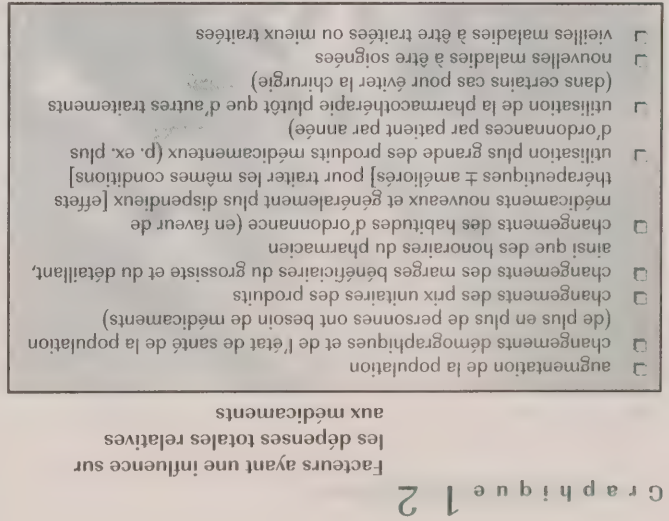 Graphique 12
Facteurs ayant une influence sur
les dépenses totales relatives
aux médicaments
❑ augmentation de la population
❑ changements démographiques et de l'état de santé de la population
(de plus en plus de personnes ont besoin de médicaments)
❑ changements des prix unitaires des produits
❑ changements des marges bénéficiaires du grossiste et du détaillant,
ainsi que des honoraires du pharmacien
❑ changements des habitudes d'ordonnance (en faveur de
médicaments nouveaux et généralement plus dispendieux [effets
thérapeutiques ± améliorés] pour traiter les mêmes conditions]
❑ utilisation plus grande des produits médicamenteux (p. ex. plus
d'ordonnances par patient par année)
❑ utilisation de la pharmacothérapie plutôt que d'autres traitements
(dans certains cas pour éviter la chirurgie)
❑ nouvelles maladies à être soignées
❑ vieilles maladies à être traitées ou mieux traitées